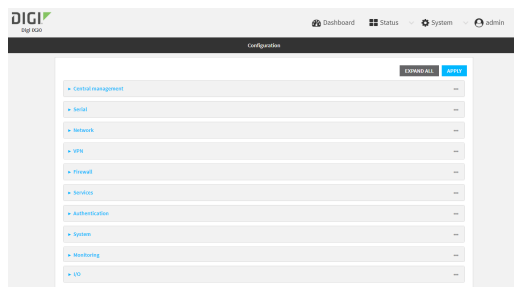 DIGI
Digi IX20
Dashboard Status System admin
Configuration
EXPAND ALL APPLY
Central management
Serial
Network
VPN
Firewall
Services
Authentication
System
Monitoring
I/O